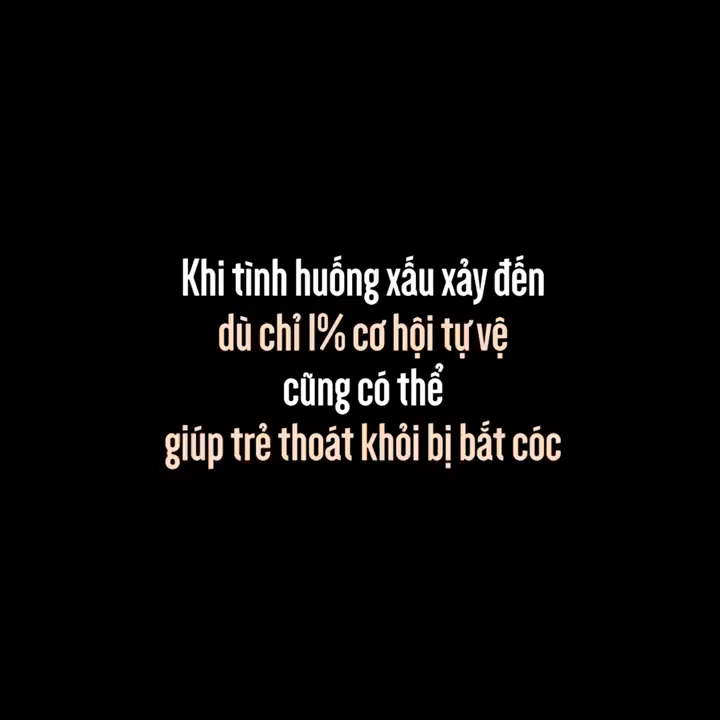 Khi tình huống xấu xảy đến
dù chỉ 1% cơ hội tự vệ
cũng có thể
giúp trẻ thoát khỏi bị bắt cóc